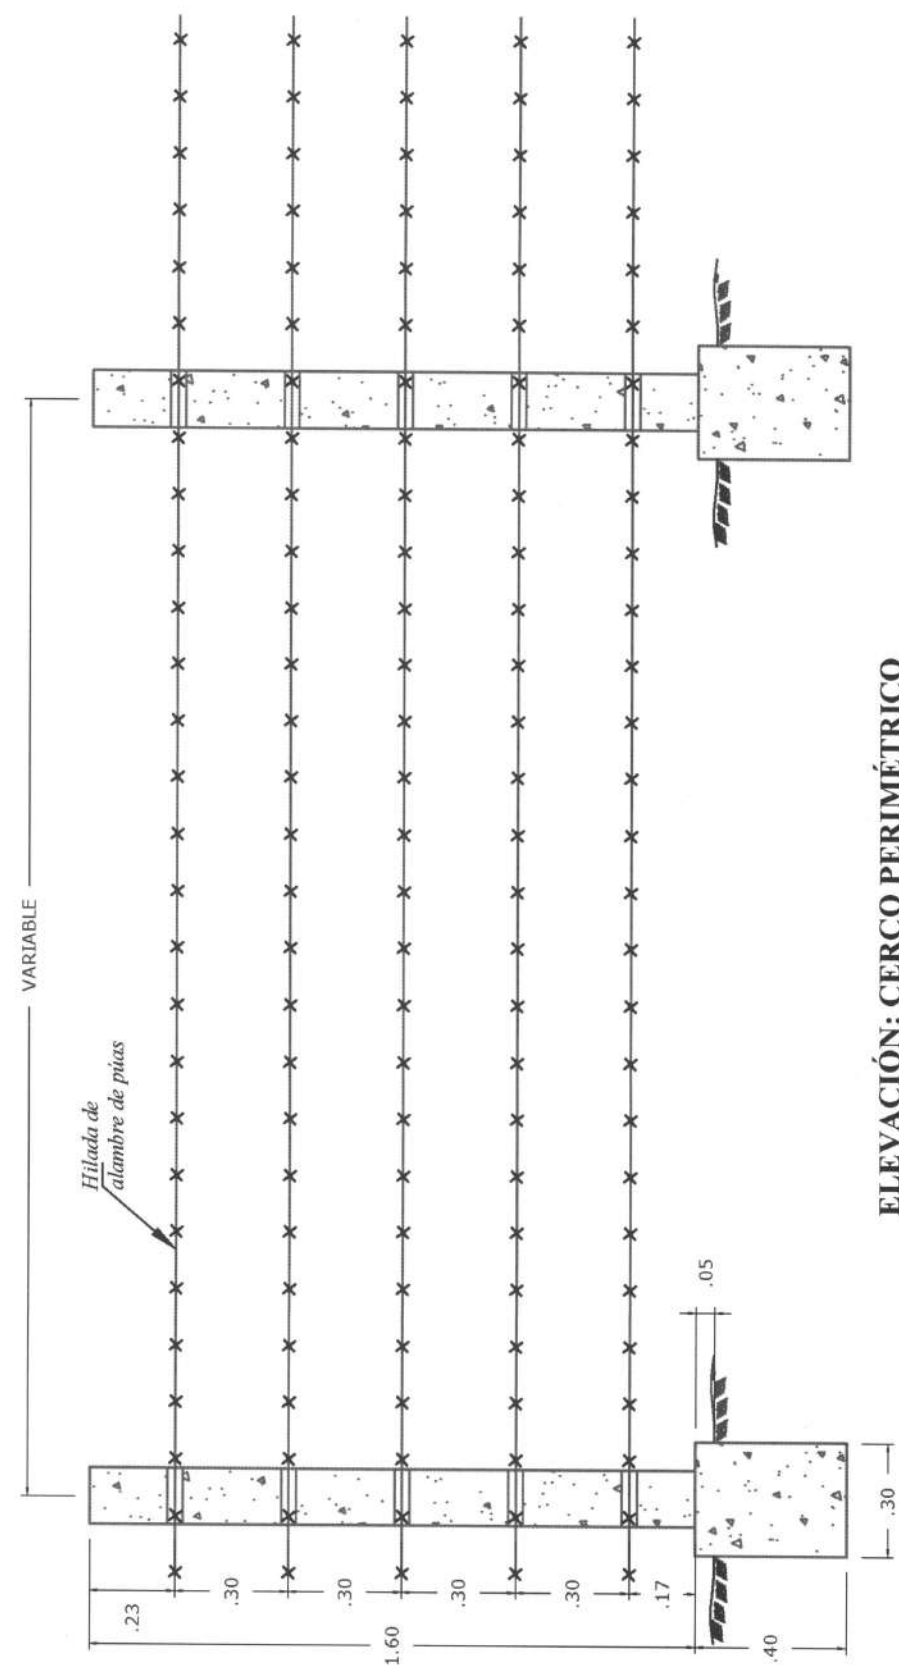 VARIABLE
Hilada de
alambre de púas
.23
.30
.30
.30
.30
.17
1.60
.40
.05
.30
ELEVACIÓN: CERCO PERIMÉTRICO